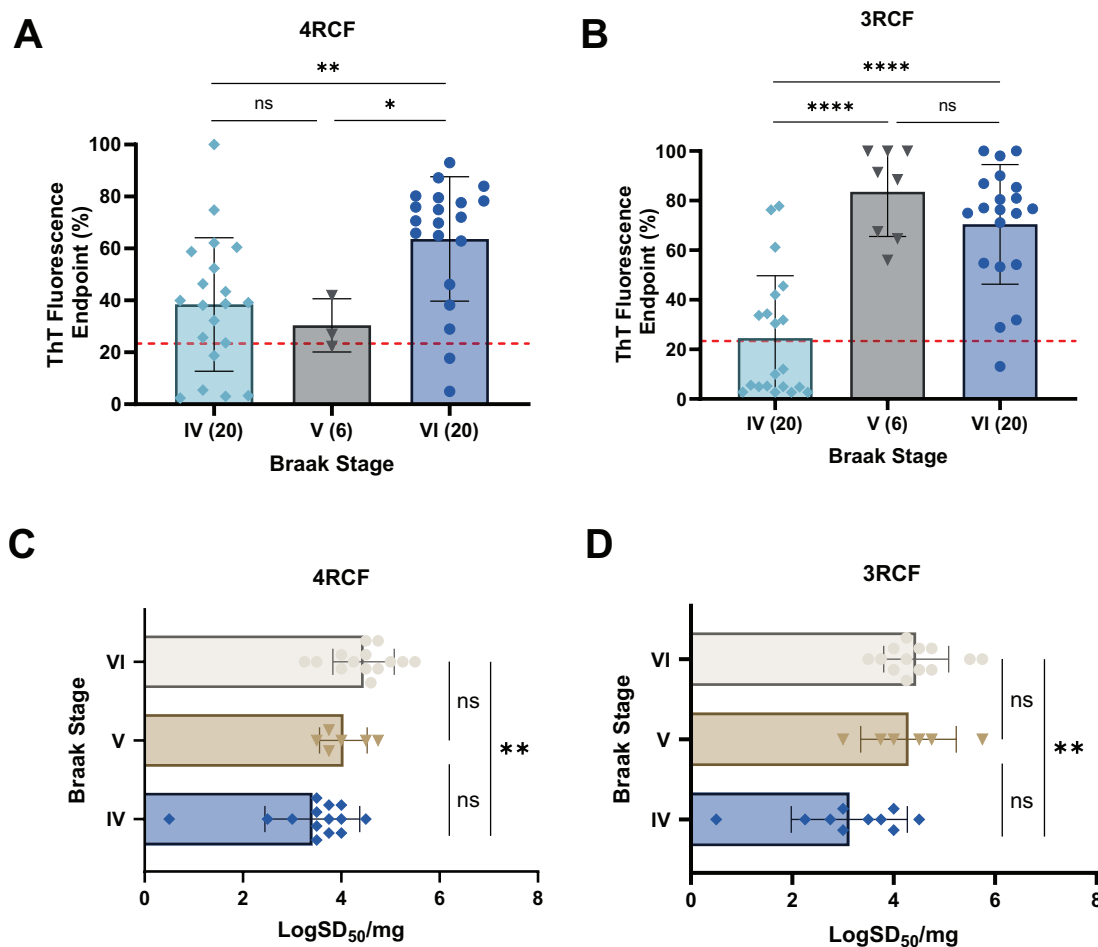 A
4RCF
**
ns
*
ThT Fluorescence
Endpoint (%)
100
80
60
40
20
0
IV (20)
V (6)
VI (20)
Braak Stage
B
3RCF
****
****
ns
ThT Fluorescence
Endpoint (%)
100
80
60
40
20
0
IV (20)
V (6)
VI (20)
Braak Stage
C
4RCF
Braak Stage
VI
V
IV
ns
**
ns
0
2
4
6
8
LogSD50/mg
D
3RCF
Braak Stage
VI
V
IV
ns
**
ns
0
2
4
6
8
LogSD50/mg